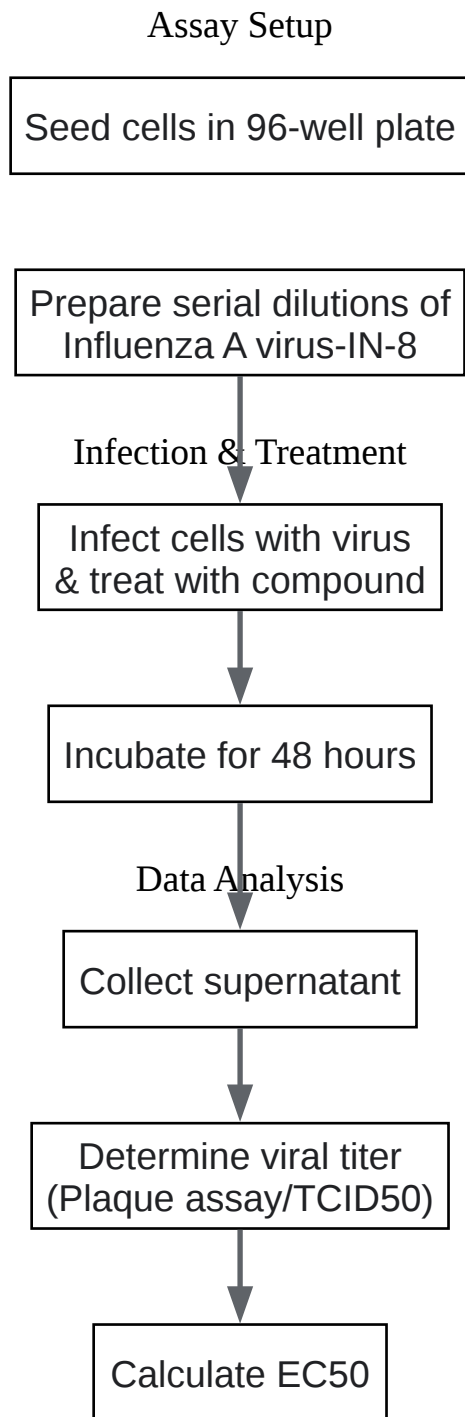 Assay Setup
Seed cells in 96-well plate
Prepare serial dilutions of
Influenza A virus-IN-8
Infection & Treatment
Infect cells with virus
& treat with compound
Incubate for 48 hours
Data Analysis
Collect supernatant
Determine viral titer
(Plaque assay/TCID50)
Calculate EC50